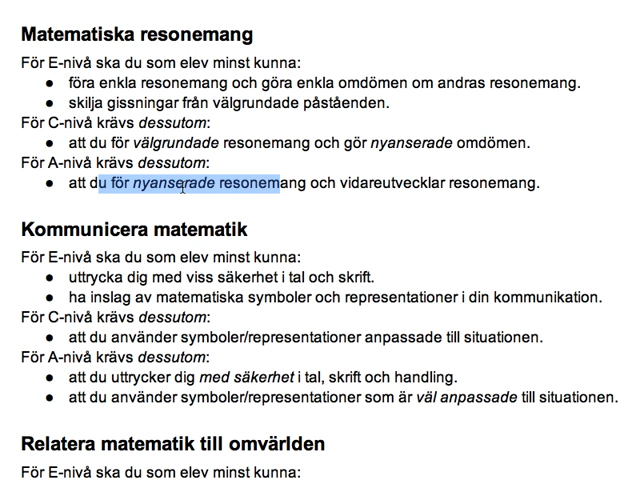 Matematiska resonemang
För E-nivå ska du som elev minst kunna:
● föra enkla resonemang och göra enkla omdömen om andras resonemang.
● skilja gissningar från välgrundade påståenden.
För C-nivå krävs dessutom:
● att du för välgrundade resonemang och gör nyanserade omdömen.
För A-nivå krävs dessutom:
● att du för nyanserade resonemang och vidareutvecklar resonemang.
Kommunicera matematik
För E-nivå ska du som elev minst kunna:
● uttrycka dig med viss säkerhet i tal och skrift.
● ha inslag av matematiska symboler och representationer i din kommunikation.
För C-nivå krävs dessutom:
● att du använder symboler/representationer anpassade till situationen.
För A-nivå krävs dessutom:
● att du uttrycker dig med säkerhet i tal, skrift och handling.
● att du använder symboler/representationer som är väl anpassade till situationen.
Relatera matematik till omvärlden
För E-nivå ska du som elev minst kunna: